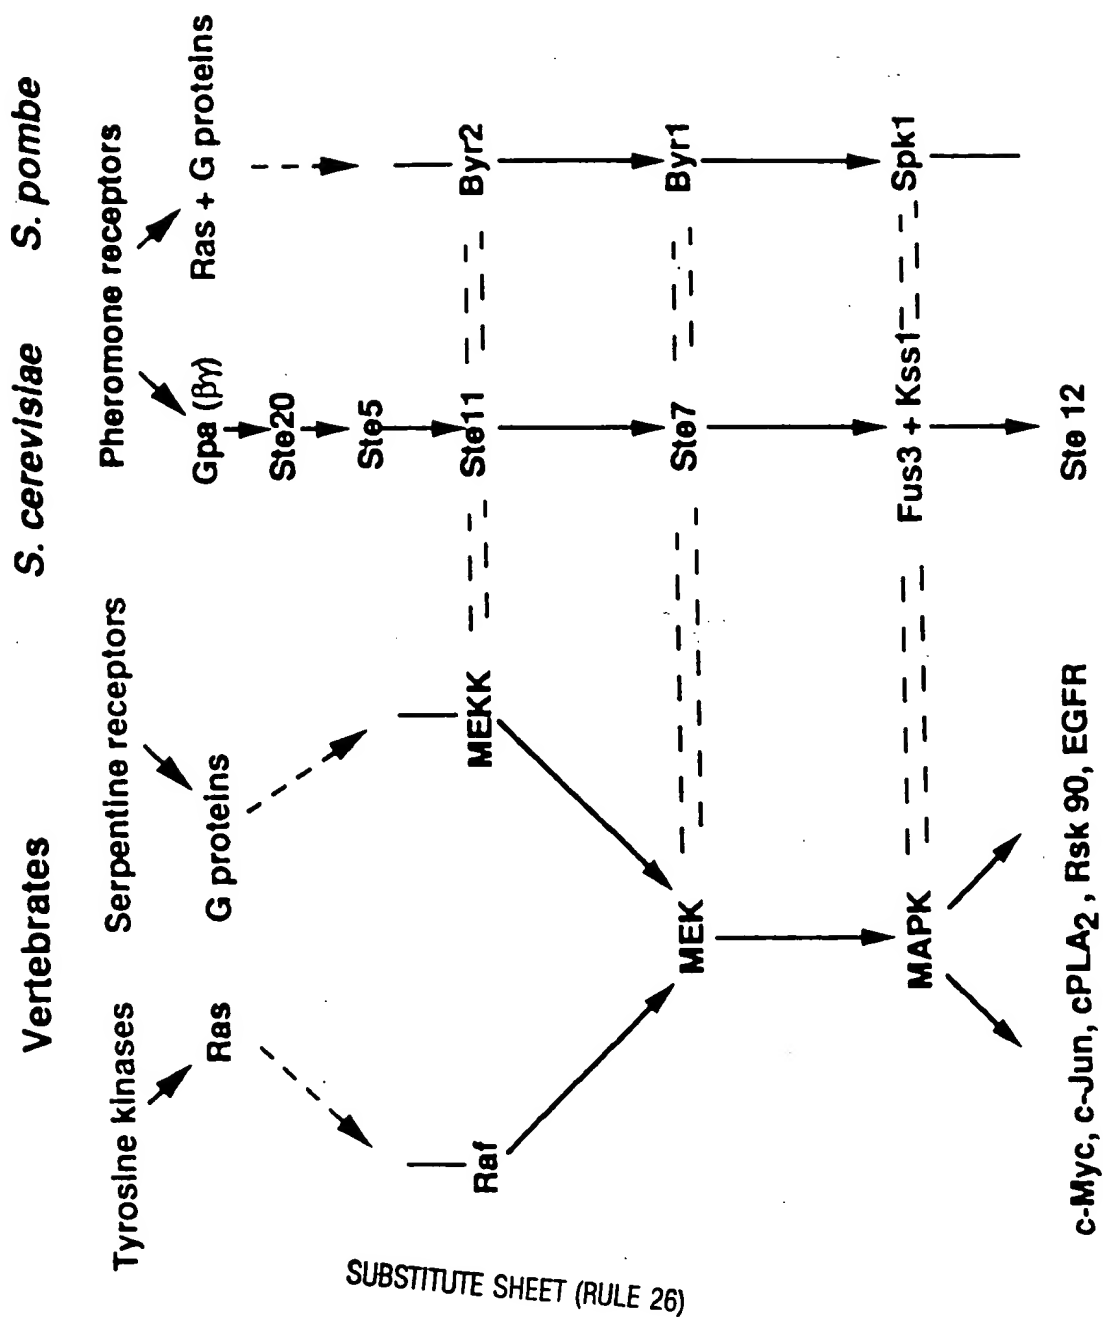 Vertebrates S. cerevisiae S. pombe
Tyrosine kinases Serpentine receptors Pheromone receptors
Ras G proteins Gpa (βγ) Ras + G proteins
Ste20
Ste5
Raf MEKK Ste11 Byr2
MEK Ste7 Byr1
MAPK Fus3 + Kss1 Spk1
c-Myc, c-Jun, cPLA2, Rsk 90, EGFR Ste 12
SUBSTITUTE SHEET (RULE 26)